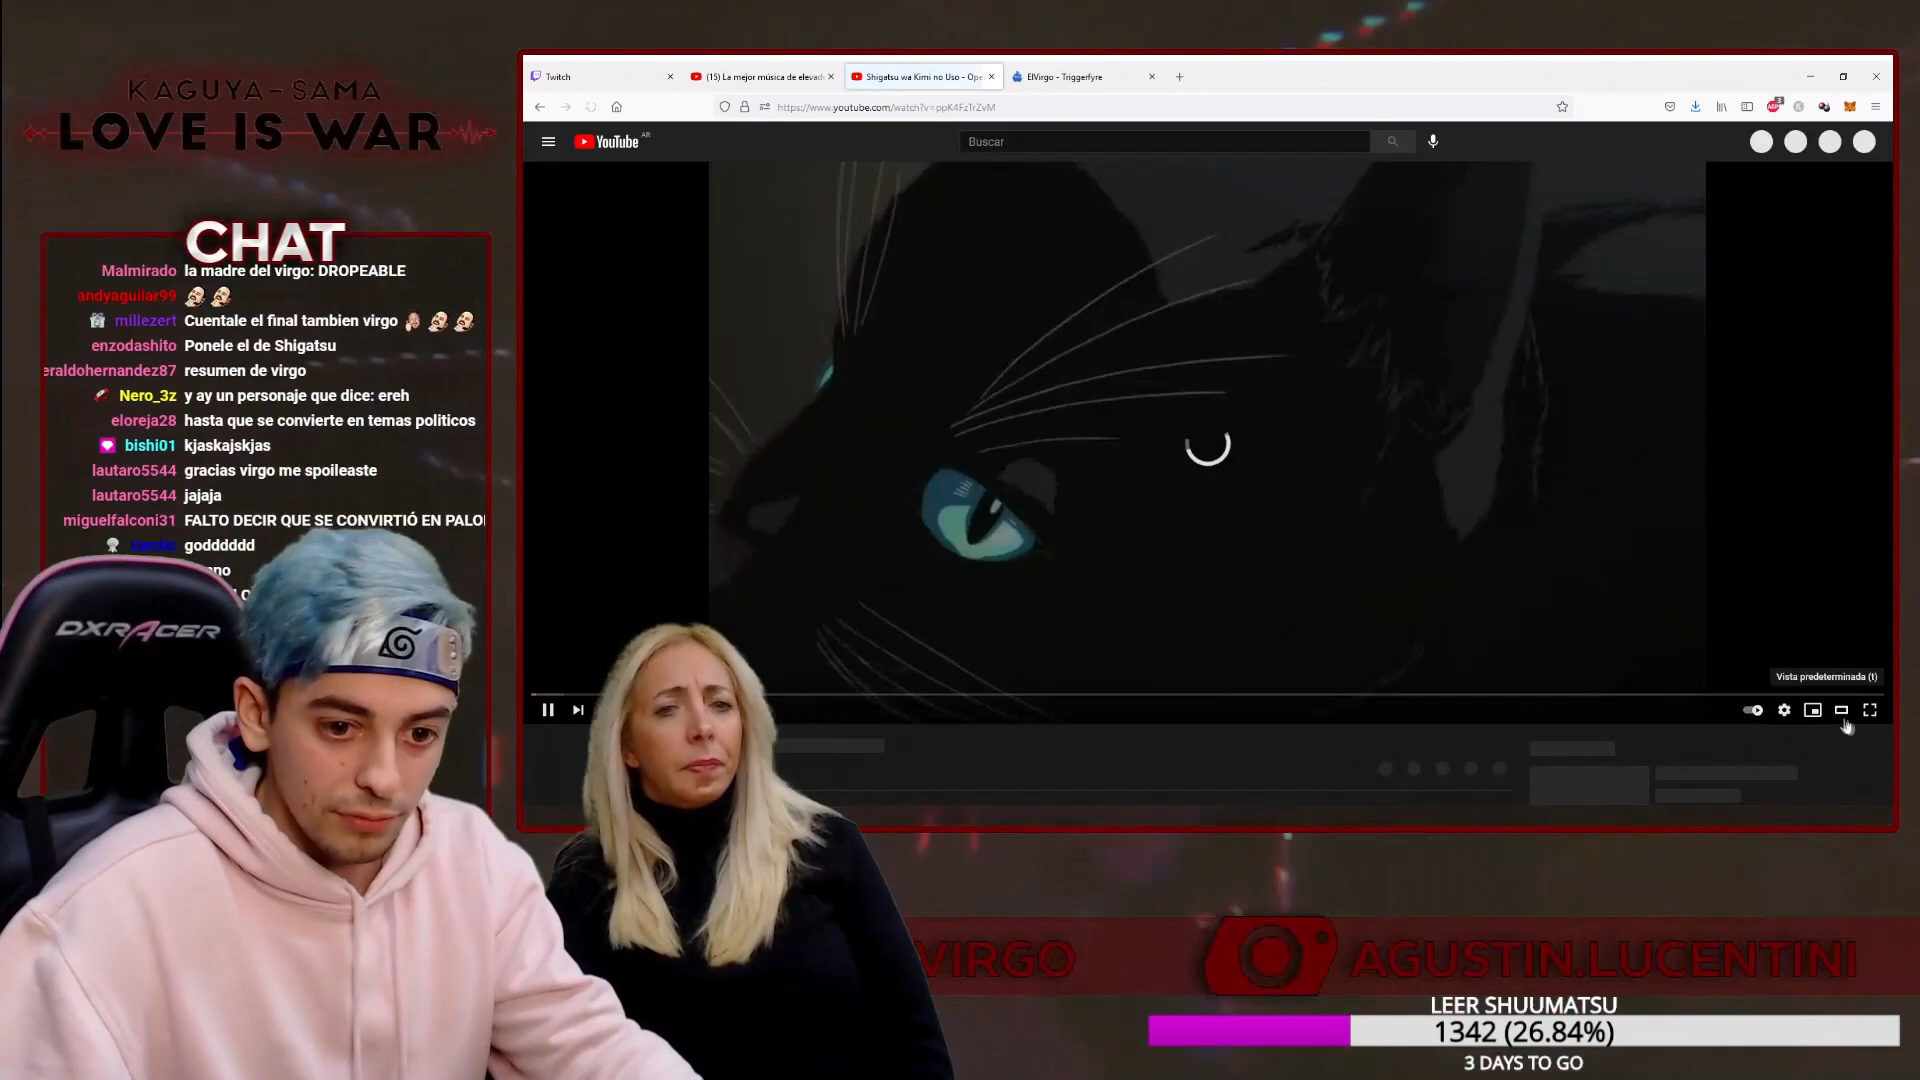 KAGUYA-SAMA
LOVE IS WAR
Twitch
(15) La mejor música de elevad
Shigatsu wa Kimi no Uso - Ope
ElVirgo - Triggerfyre
https://www.youtube.com/watch?v=ppK4FzTrZvM
YouTube AR
Buscar
CHAT
Malmirado la madre del virgo: DROPEABLE
andyaguilar99
millezert Cuentale el final tambien virgo
enzodashito Ponele el de Shigatsu
eraldohernandez87 resumen de virgo
Nero_3z y ay un personaje que dice: ereh
eloreja28 hasta que se convierte en temas politicos
bishi01 kjaskajskjas
lautaro5544 gracias virgo me spoileaste
lautaro5544 jajaja
miguelfalconi31 FALTO DECIR QUE SE CONVIRTIÓ EN PALO
godddddd
DXRACER
Vista predeterminada (t)
VIRGO
AGUSTIN.LUCENTINI
LEER SHUUMATSU
1342 (26.84%)
3 DAYS TO GO